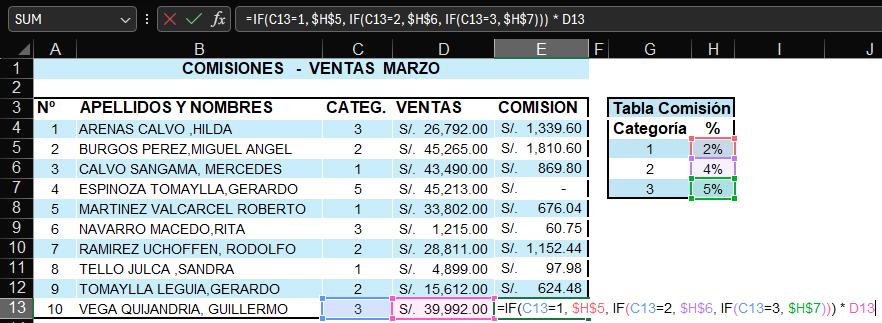 SUM fx =IF(C13=1, $H$5, IF(C13=2, $H$6, IF(C13=3, $H$7))) * D13
A B C D E F G H I J
1 COMISIONES - VENTAS MARZO
2
3 Nº APELLIDOS Y NOMBRES CATEG. VENTAS COMISION Tabla Comisión
4 1 ARENAS CALVO ,HILDA 3 S/. 26,792.00 S/. 1,339.60 Categoría %
5 2 BURGOS PEREZ,MIGUEL ANGEL 2 S/. 45,265.00 S/. 1,810.60 1 2%
6 3 CALVO SANGAMA, MERCEDES 1 S/. 43,490.00 S/. 869.80 2 4%
7 4 ESPINOZA TOMAYLLA,GERARDO 5 S/. 45,213.00 S/. - 3 5%
8 5 MARTINEZ VALCARCEL ROBERTO 1 S/. 33,802.00 S/. 676.04
9 6 NAVARRO MACEDO,RITA 3 S/. 1,215.00 S/. 60.75
10 7 RAMIREZ UCHOFFEN, RODOLFO 2 S/. 28,811.00 S/. 1,152.44
11 8 TELLO JULCA ,SANDRA 1 S/. 4,899.00 S/. 97.98
12 9 TOMAYLLA LEGUIA,GERARDO 2 S/. 15,612.00 S/. 624.48
13 10 VEGA QUIJANDRIA, GUILLERMO 3 S/. 39,992.00 =IF(C13=1, $H$5, IF(C13=2, $H$6, IF(C13=3, $H$7))) * D13